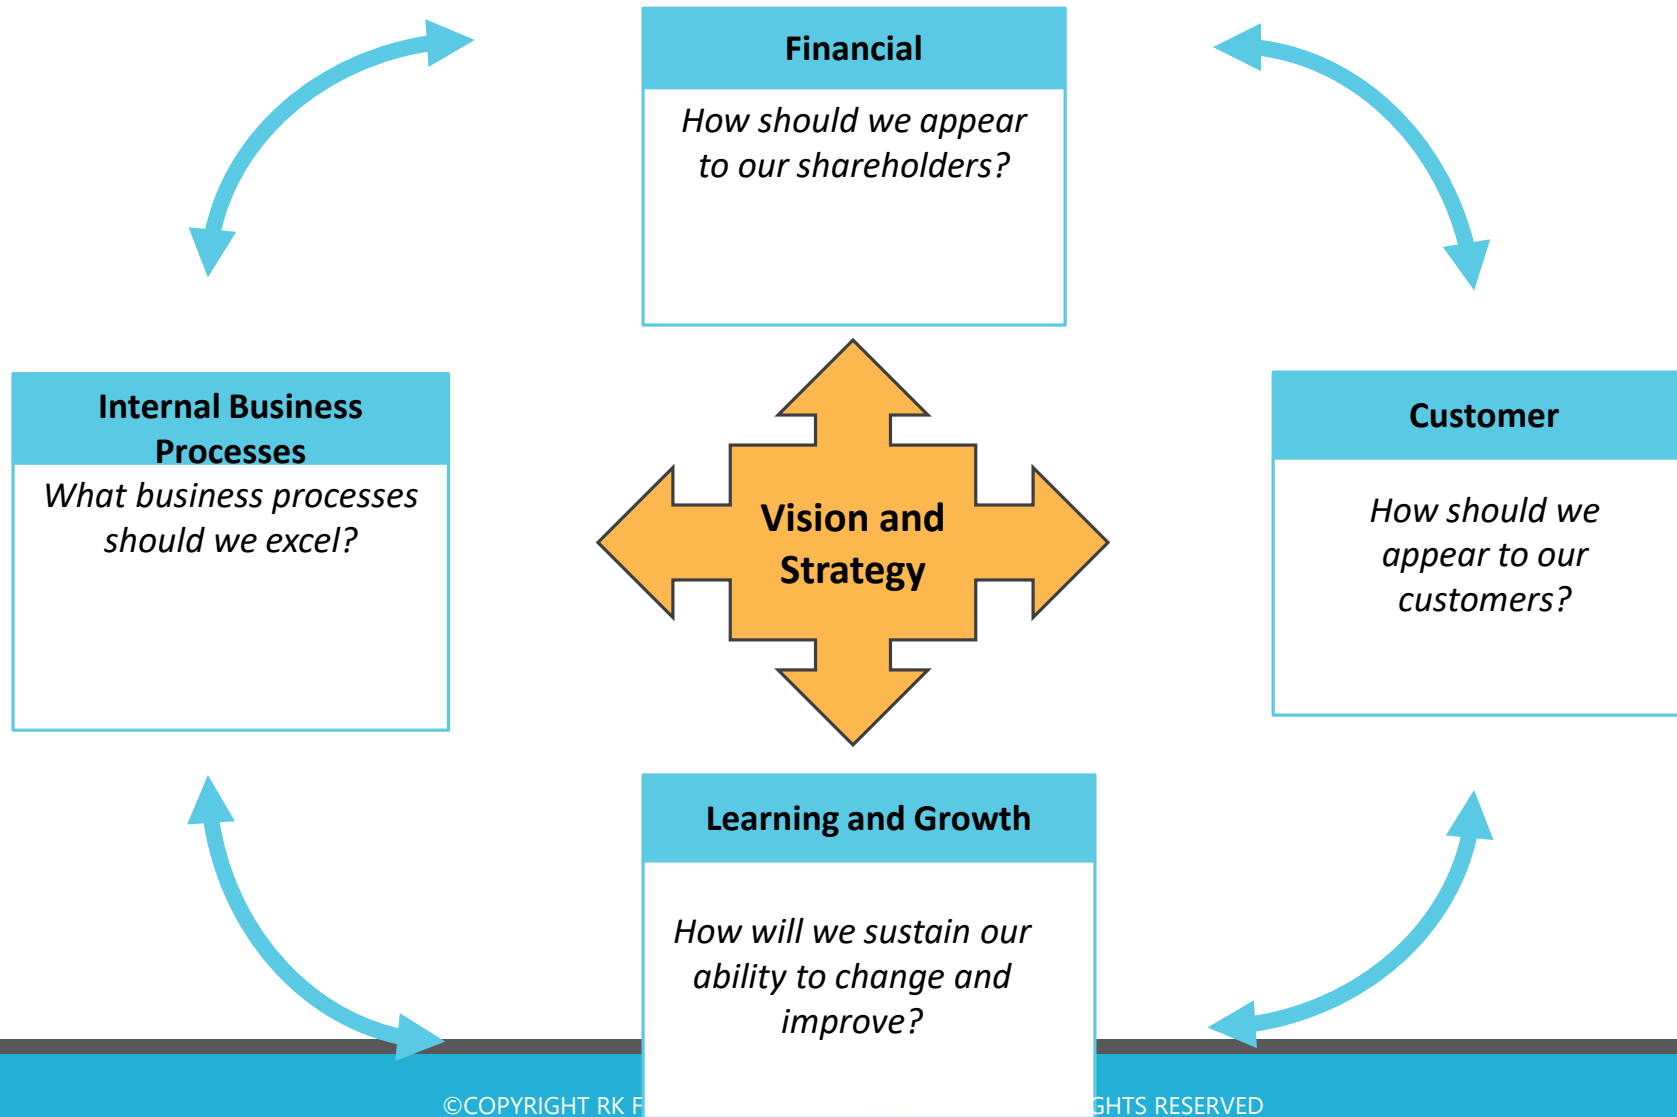 Financial
How should we appear
to our shareholders?
Internal Business
Processes
What business processes
should we excel?
Vision and
Strategy
Customer
How should we
appear to our
customers?
Learning and Growth
How will we sustain our
ability to change and
improve?
©COPYRIGHT RK
RESERVED